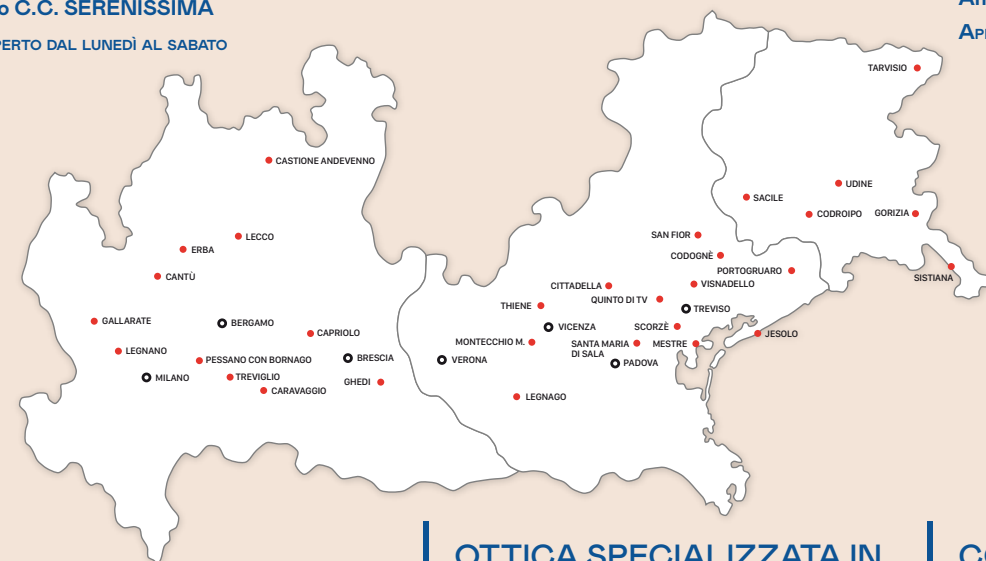 o C.C. SERENISSIMA
PERTO DAL LUNEDÌ AL SABATO
TARVISIO
CASTIONE ANDEVENNO
UDINE
SACILE
CODROIPO
GORIZIA
SAN FIOR
LECCO
ERBA
CODOGNÈ
PORTOGRUARO
SISTIANA
CANTÙ
VISNADELLO
CITTADELLA
QUINTO DI TV
THIENE
TREVISO
GALLARATE
BERGAMO
VICENZA
SCORZÈ
CAPRIOLO
JESOLO
MONTECCHIO M.
SANTA MARIA
DI SALA
MESTRE
LEGNANO
PESSANO CON BORNAGO
BRESCIA
VERONA
PADOVA
MILANO
TREVIGLIO
GHEDI
CARAVAGGIO
LEGNAGO
OTTICA SPECIALIZZATA IN